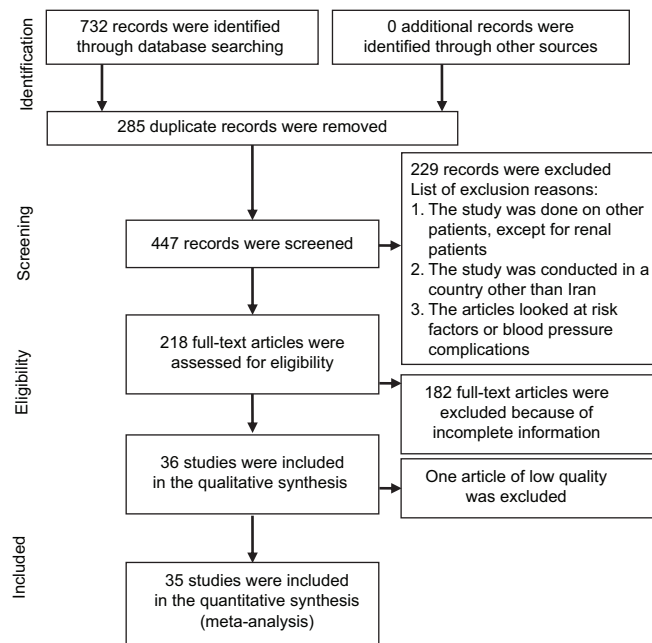 Identification
732 records were identified
through database searching
0 additional records were
identified through other sources
285 duplicate records were removed
Screening
447 records were screened
229 records were excluded
List of exclusion reasons:
1. The study was done on other
patients, except for renal
patients
2. The study was conducted in a
country other than Iran
3. The articles looked at risk
factors or blood pressure
complications
Eligibility
218 full-text articles were
assessed for eligibility
182 full-text articles were
excluded because of
incomplete information
36 studies were included
in the qualitative synthesis
One article of low quality
was excluded
Included
35 studies were included
in the quantitative synthesis
(meta-analysis)